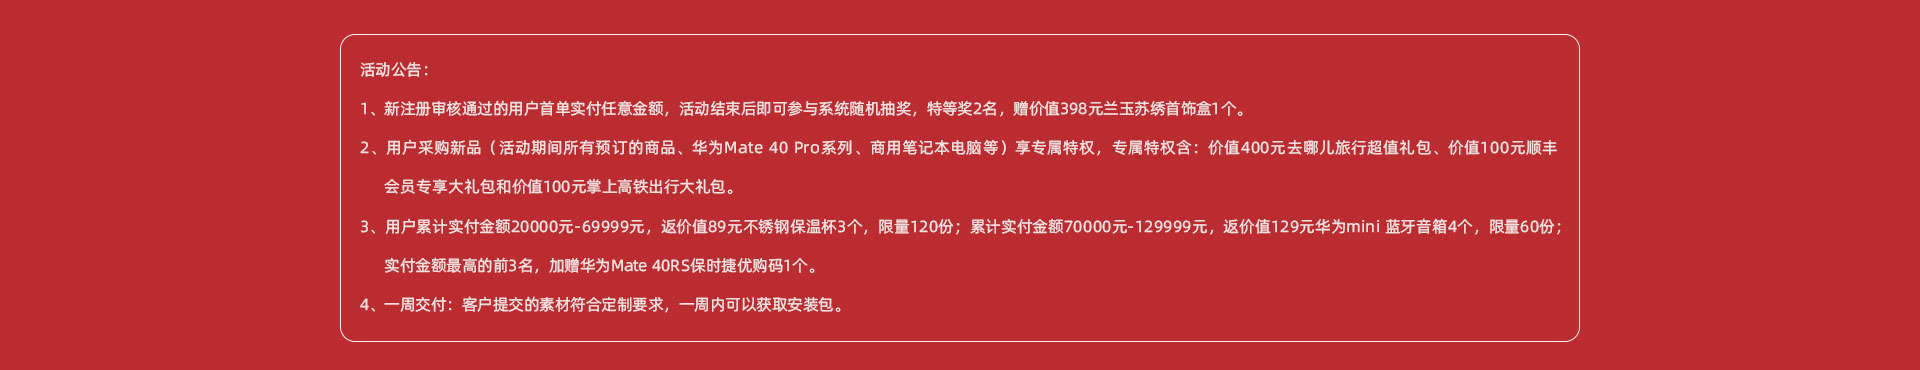 活动公告：
1、新注册审核通过的用户首单实付任意金额，活动结束后即可参与系统随机抽奖，特等奖2名，赠价值398元兰玉苏绣首饰盒1个。
2、用户采购新品（活动期间所有预订的商品、华为Mate 40 Pro系列、商用笔记本电脑等）享专属特权，专属特权含：价值400元去哪儿旅行超值礼包、价值100元顺丰
会员专享大礼包和价值100元掌上高铁出行大礼包。
3、用户累计实付金额20000元-69999元，返价值89元不锈钢保温杯3个，限量120份；累计实付金额70000元-129999元，返价值129元华为mini 蓝牙音箱4个，限量60份；
实付金额最高的前3名，加赠华为Mate 40RS保时捷优购码1个。
4、一周交付：客户提交的素材符合定制要求，一周内可以获取安装包。